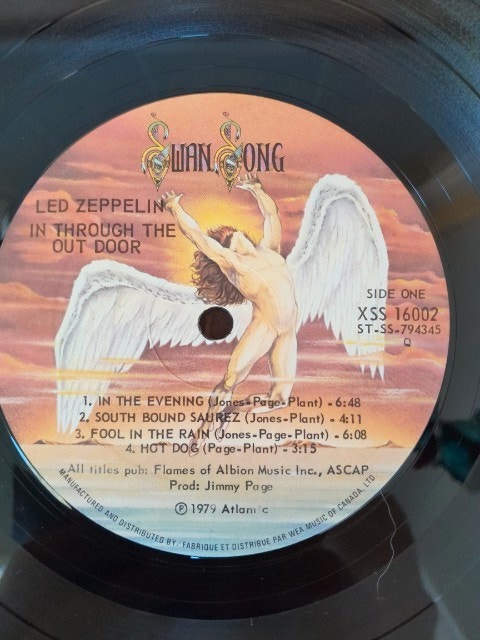 SWAN SONG
LED ZEPPELIN
IN THROUGH THE
OUT DOOR
SIDE ONE
XSS 16002
ST-SS-794345
Q
1. IN THE EVENING (Jones-Page-Plant) - 6:48
2. SOUTH BOUND SAUREZ (Jones-Page-Plant) - 4:11
3. FOOL IN THE RAIN (Jones-Page-Plant) - 6:08
4. HOT DOG (Page-Plant) - 3:15
All titles pub: Flames of Albion Music Inc., ASCAP
Prod: Jimmy Page
℗ 1979 Atlantic
MANUFACTURED AND DISTRIBUTED BY / FABRIQUE ET DISTRIBUE PAR WEA MUSIC OF CANADA, LTD.